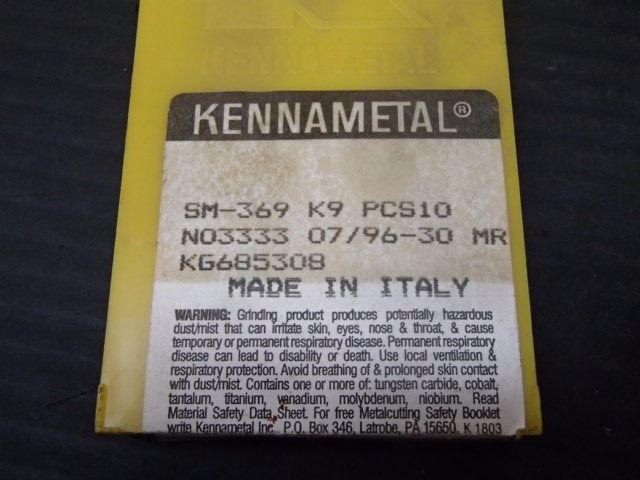 KENNAMETAL®
SM-369 K9 PCS10
NO3333 07/96-30 MR
KG685308
MADE IN ITALY
WARNING: Grinding product produces potentially hazardous
dust/mist that can irritate skin, eyes, nose & throat, & cause
temporary or permanent respiratory disease. Permanent respiratory
disease can lead to disability or death. Use local ventilation &
respiratory protection. Avoid breathing of & prolonged skin contact
with dust/mist. Contains one or more of: tungsten carbide, cobalt,
tantalum, titanium, vanadium, molybdenum, niobium. Read
Material Safety Data Sheet. For free Metalcutting Safety Booklet
write Kennametal Inc., P.O. Box 346, Latrobe, PA 15650. K 1803